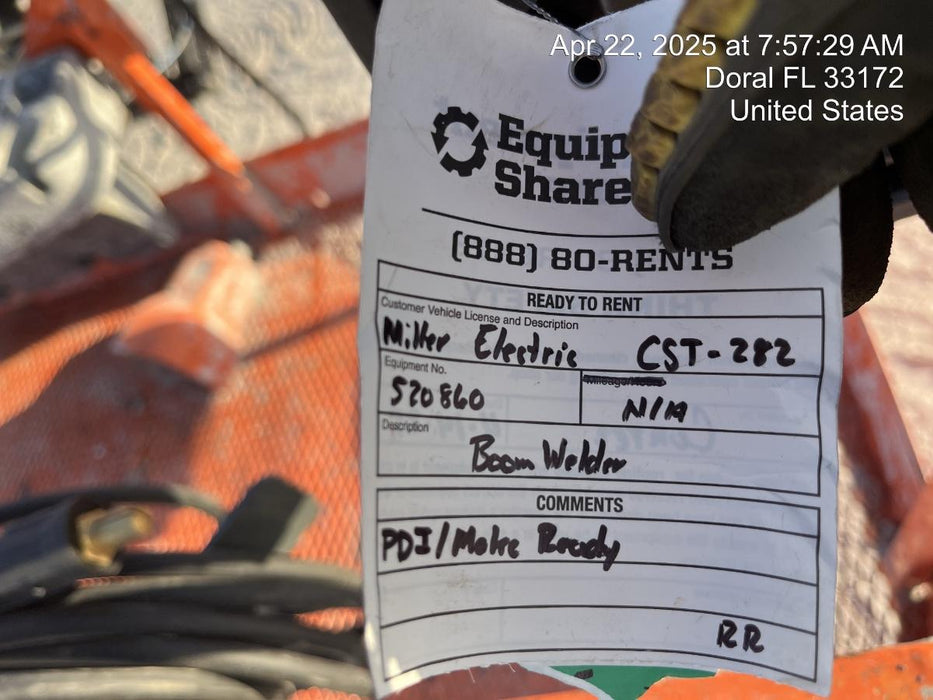 Apr 22, 2025 at 7:57:29 AM
Doral FL 33172
United States
Equip
Share
(888) 80-RENTS
READY TO RENT
Customer Vehicle License and Description
Miller Electric CST-282
Equipment No.
520860
Mileage/Hours
N/A
Description
Boom Welder
COMMENTS
PDI/Make Ready
RR